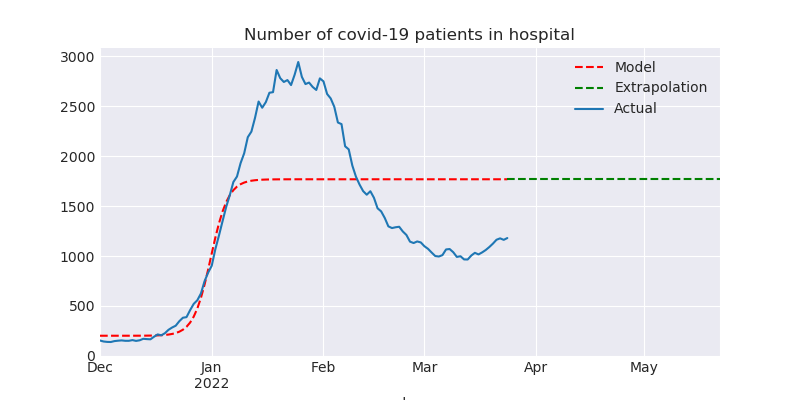 Number of covid-19 patients in hospital
3000
2500
2000
1500
1000
500
0
Model
Extrapolation
Actual
Dec
Jan
2022
Feb
Mar
Apr
May